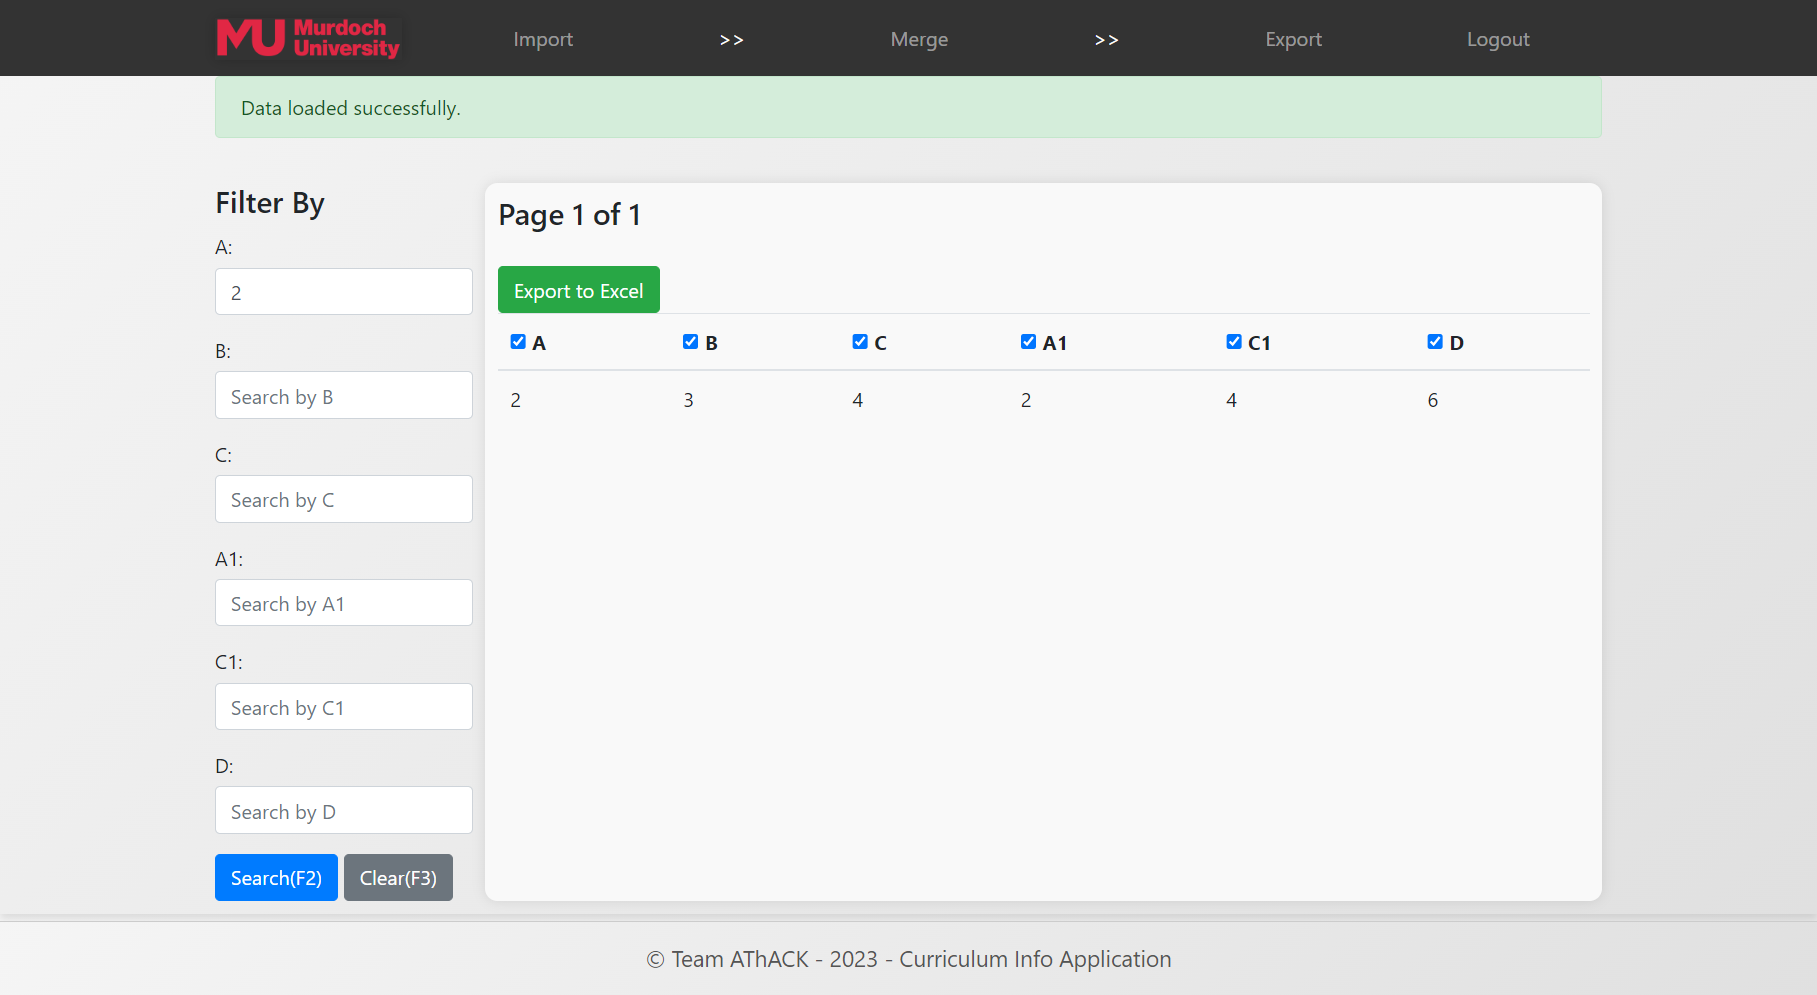 MU Murdoch University
Import >> Merge >> Export Logout
Data loaded successfully.
Filter By
A:
2
B:
Search by B
C:
Search by C
A1:
Search by A1
C1:
Search by C1
D:
Search by D
Search(F2) Clear(F3)
Page 1 of 1
Export to Excel
A B C A1 C1 D
2 3 4 2 4 6
© Team AThACK - 2023 - Curriculum Info Application